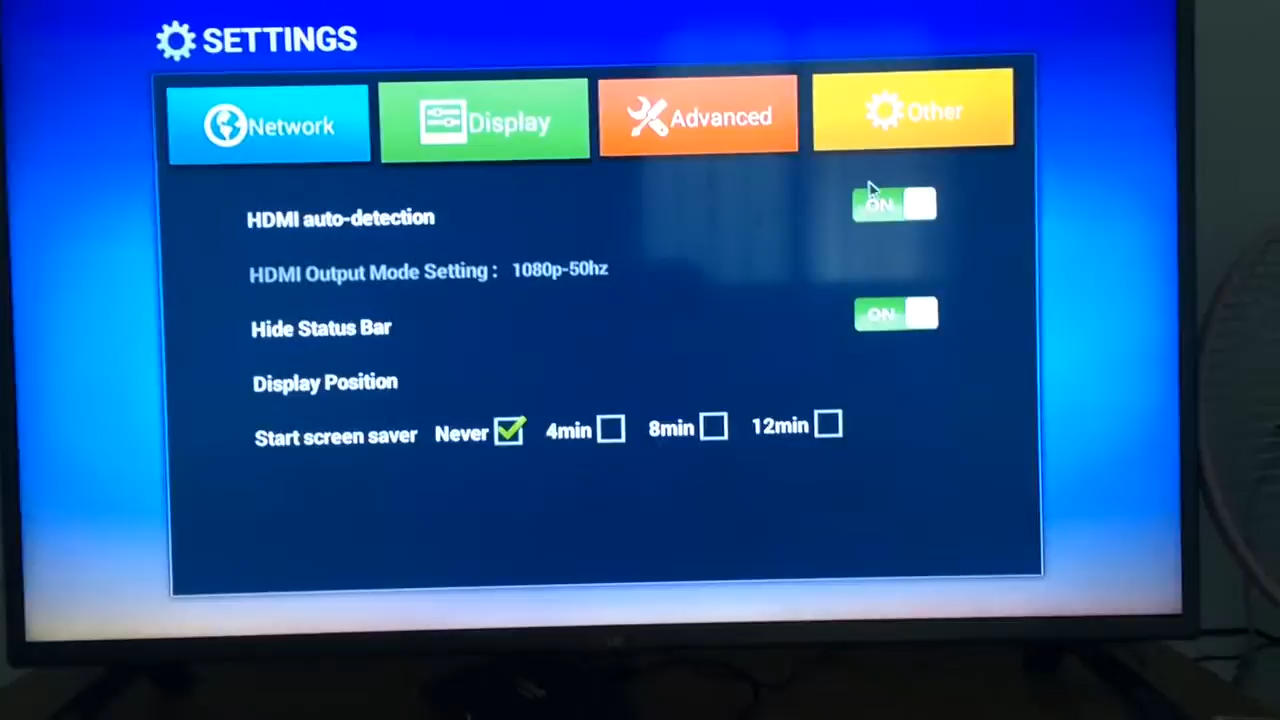 SETTINGS
Network Display Advanced Other
HDMI auto-detection ON
HDMI Output Mode Setting : 1080p-50hz
Hide Status Bar ON
Display Position
Start screen saver Never 4min 8min 12min